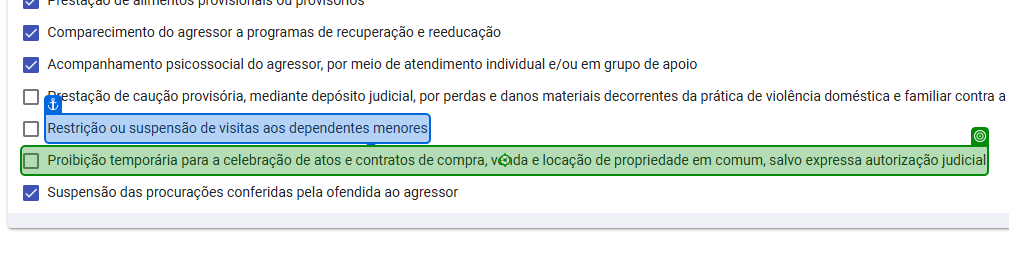 Prestação de alimentos provisionais ou provisórios
Comparecimento do agressor a programas de recuperação e reeducação
Acompanhamento psicossocial do agressor, por meio de atendimento individual e/ou em grupo de apoio
Prestação de caução provisória, mediante depósito judicial, por perdas e danos materiais decorrentes da prática de violência doméstica e familiar contra a
Restrição ou suspensão de visitas aos dependentes menores
Proibição temporária para a celebração de atos e contratos de compra, venda e locação de propriedade em comum, salvo expressa autorização judicial
Suspensão das procurações conferidas pela ofendida ao agressor